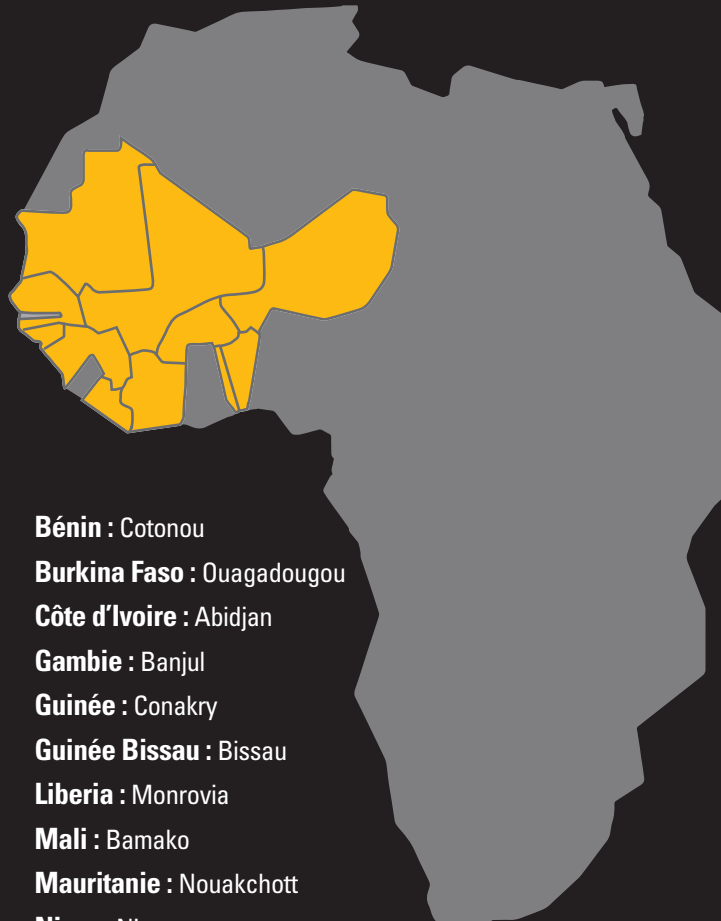 Bénin : Cotonou
Burkina Faso : Ouagadougou
Côte d'Ivoire : Abidjan
Gambie : Banjul
Guinée : Conakry
Guinée Bissau : Bissau
Liberia : Monrovia
Mali : Bamako
Mauritanie : Nouakchott